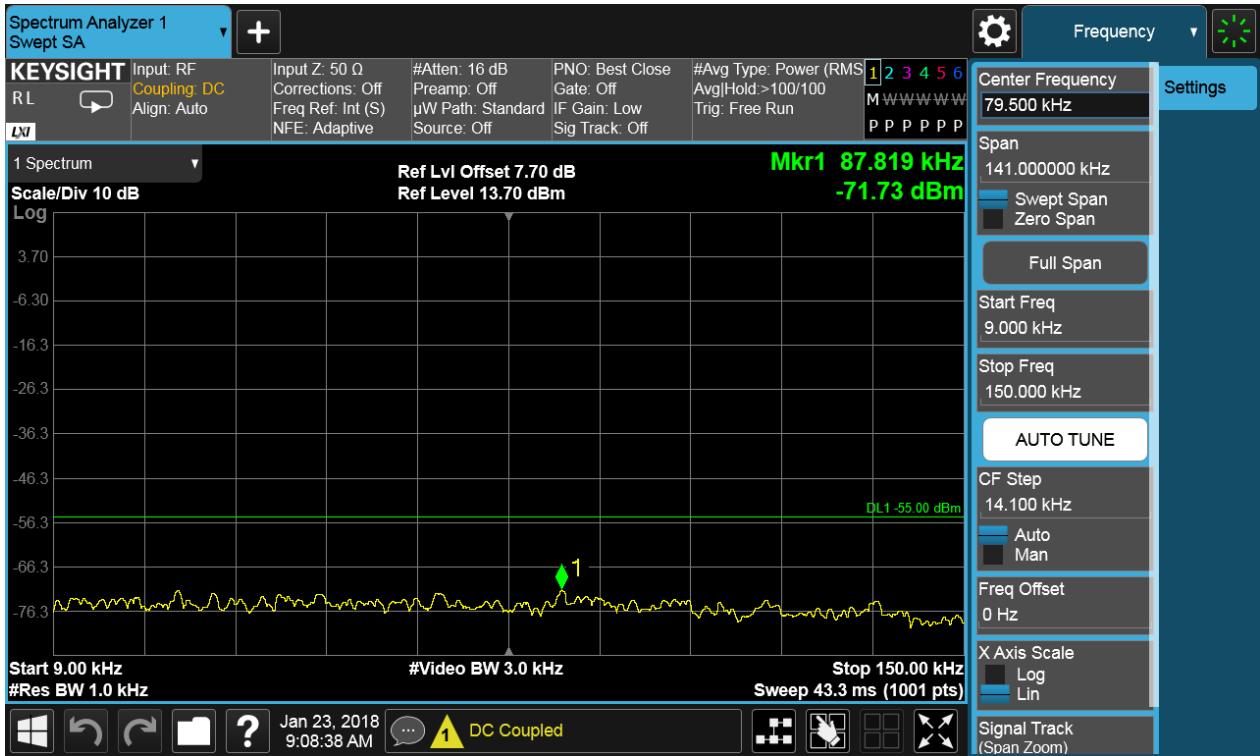 Spectrum Analyzer 1
Swept SA
+
Frequency
KEYSIGHT
RL
LXI
Input: RF
Coupling: DC
Align: Auto
Input Z: 50 Ω
Corrections: Off
Freq Ref: Int (S)
NFE: Adaptive
#Atten: 16 dB
Preamp: Off
µW Path: Standard
Source: Off
PNO: Best Close
Gate: Off
IF Gain: Low
Sig Track: Off
#Avg Type: Power (RMS
Avg|Hold:>100/100
Trig: Free Run
1 2 3 4 5 6
M W W W W W
P P P P P P
1 Spectrum
Scale/Div 10 dB
Log
Ref Lvl Offset 7.70 dB
Ref Level 13.70 dBm
Mkr1 87.819 kHz
-71.73 dBm
3.70
-6.30
-16.3
-26.3
-36.3
-46.3
-56.3
-66.3
-76.3
DL1 -55.00 dBm
1
Start 9.00 kHz
#Video BW 3.0 kHz
Stop 150.00 kHz
#Res BW 1.0 kHz
Sweep 43.3 ms (1001 pts)
Center Frequency
79.500 kHz
Span
141.000000 kHz
Swept Span
Zero Span
Full Span
Start Freq
9.000 kHz
Stop Freq
150.000 kHz
AUTO TUNE
CF Step
14.100 kHz
Auto
Man
Freq Offset
0 Hz
X Axis Scale
Log
Lin
Signal Track
(Span Zoom)
Settings
?
Jan 23, 2018
9:08:38 AM
1
DC Coupled